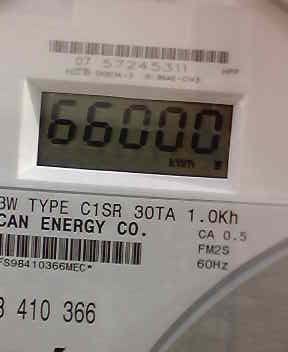 07 57245311
66000
kWh
3W TYPE C1SR 30TA 1.0Kh
CAN ENERGY CO.
CA 0.5
FM2S
FS98410366MEC*
60Hz
410 366